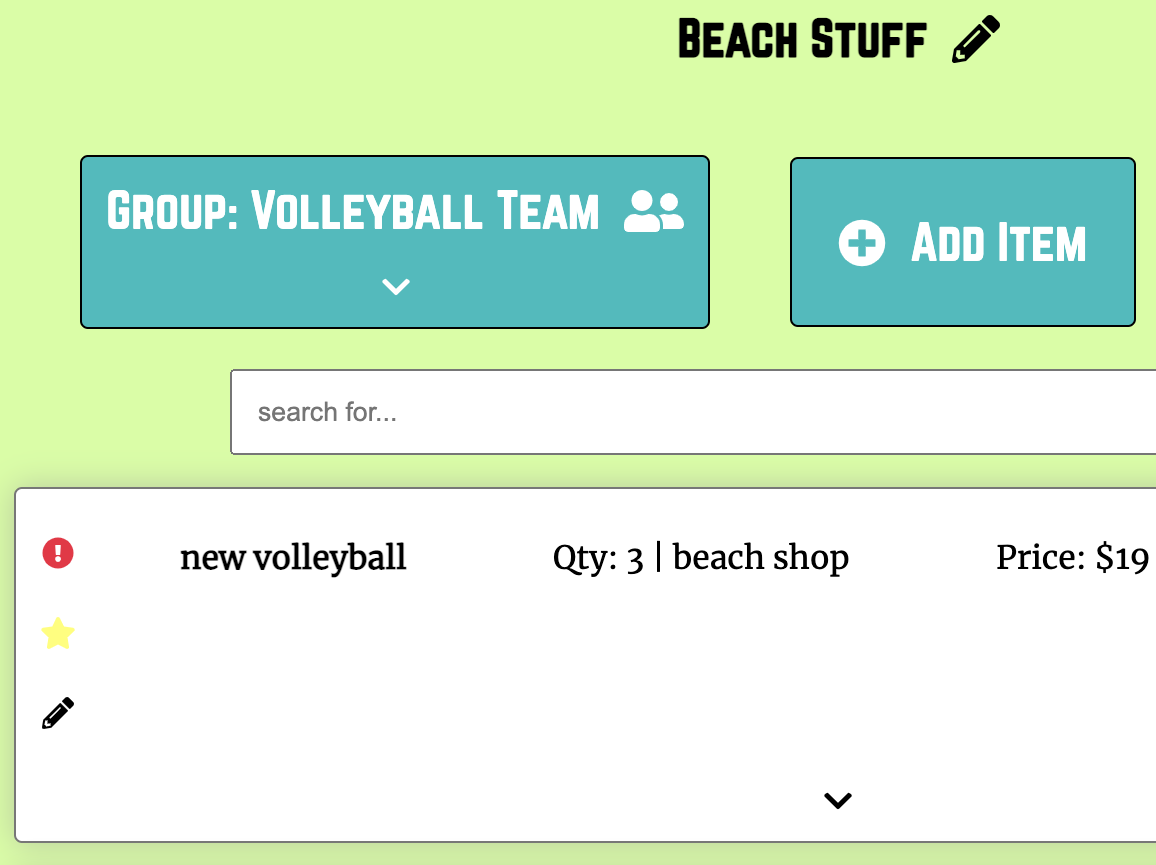 Beach Stuff
Group: Volleyball Team
Add Item
search for...
new volleyball
Qty: 3 | beach shop
Price: $19